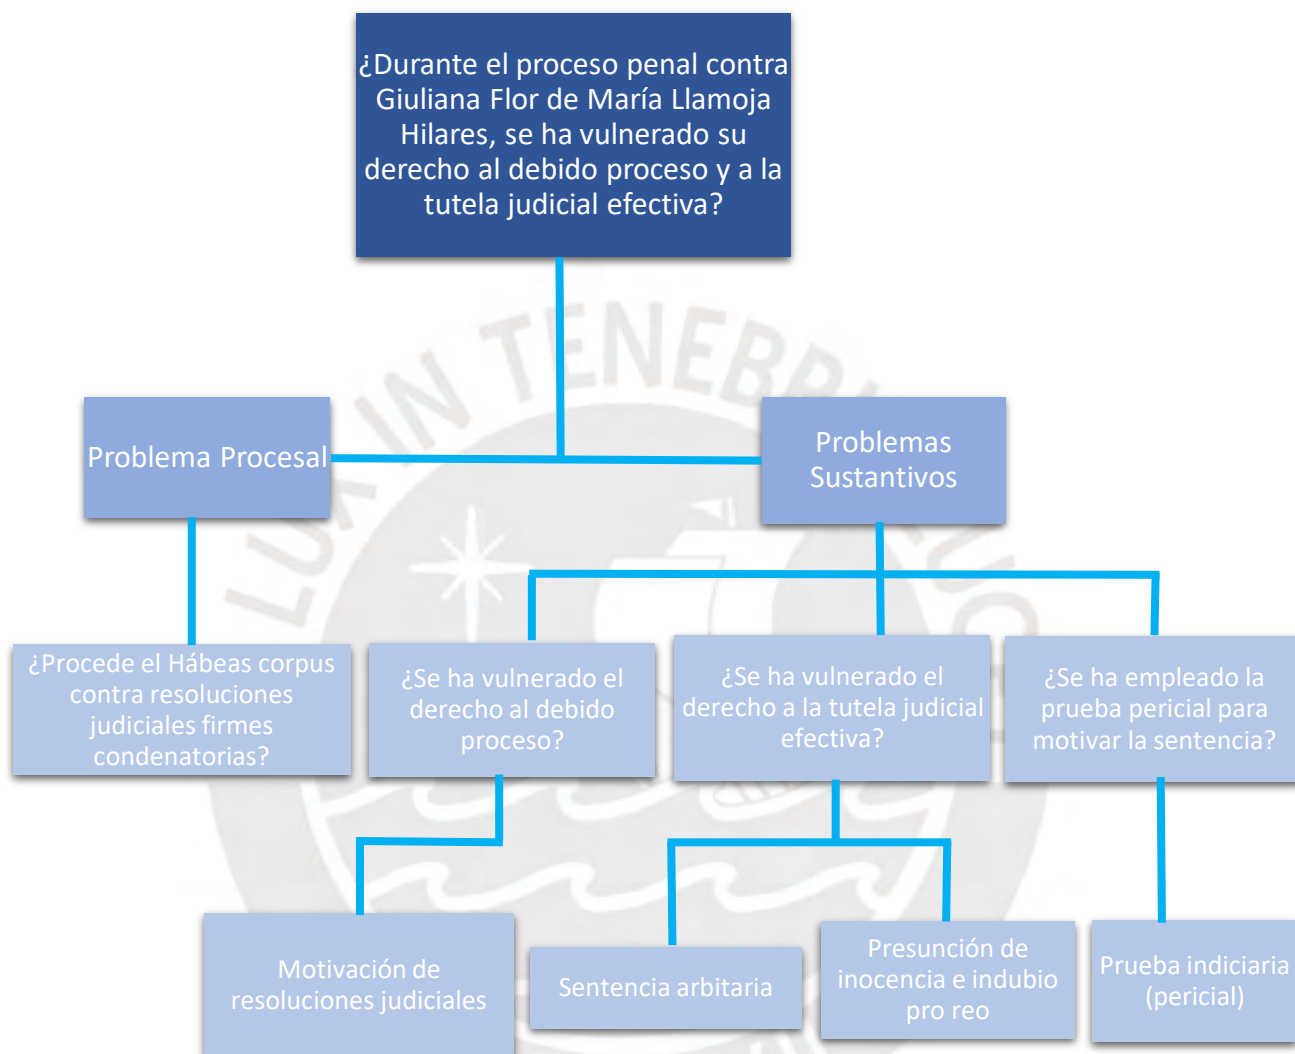 ¿Durante el proceso penal contra
Giuliana Flor de María Llamoja
Hilares, se ha vulnerado su
derecho al debido proceso y a la
tutela judicial efectiva?
LUX IN TENEBRI
Problema Procesal
Problemas
Sustantivos
¿Procede el Hábeas corpus
contra resoluciones
judiciales firmes
condenatorias?
¿Se ha vulnerado el
derecho al debido
proceso?
¿Se ha vulnerado el
derecho a la tutela judicial
efectiva?
¿Se ha empleado la
prueba pericial para
motivar la sentencia?
Motivación de
resoluciones judiciales
Sentencia arbitaria
Presunción de
inocencia e indubio
pro reo
Prueba indiciaria
(pericial)